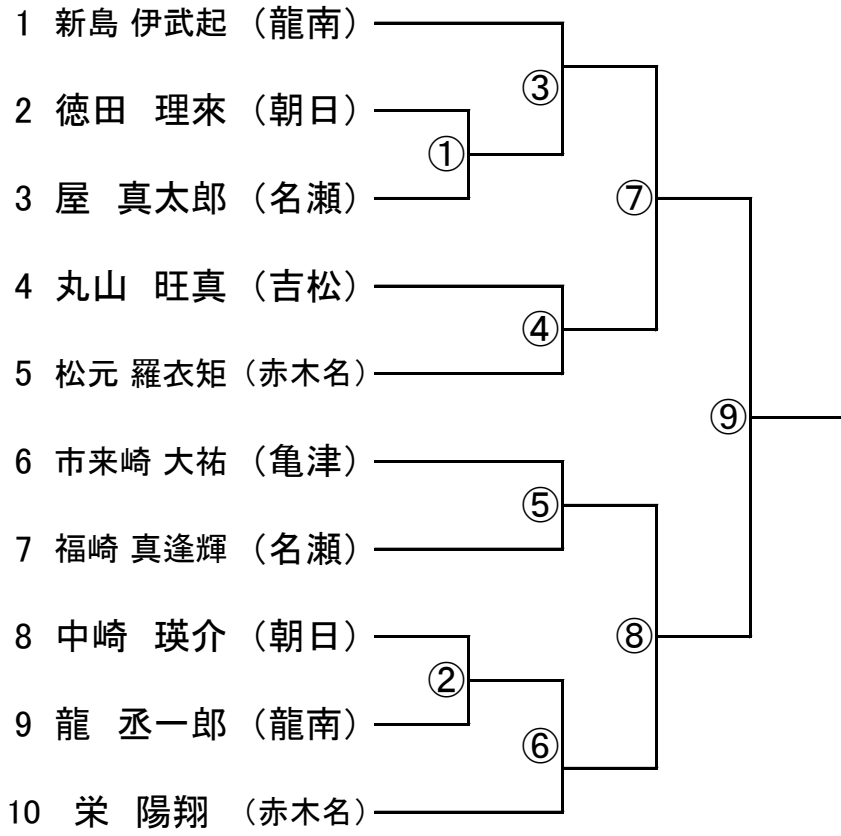 1 新島 伊武起 （龍南）
③
2 徳田 理來 （朝日）
①
3 屋 真太郎 （名瀬）
⑦
4 丸山 旺真 （吉松）
④
5 松元 羅衣矩 （赤木名）
⑨
6 市来崎 大祐 （亀津）
⑤
7 福崎 真逢輝 （名瀬）
8 中崎 瑛介 （朝日）
⑧
②
9 龍 丞一郎 （龍南）
⑥
10 栄 陽翔 （赤木名）